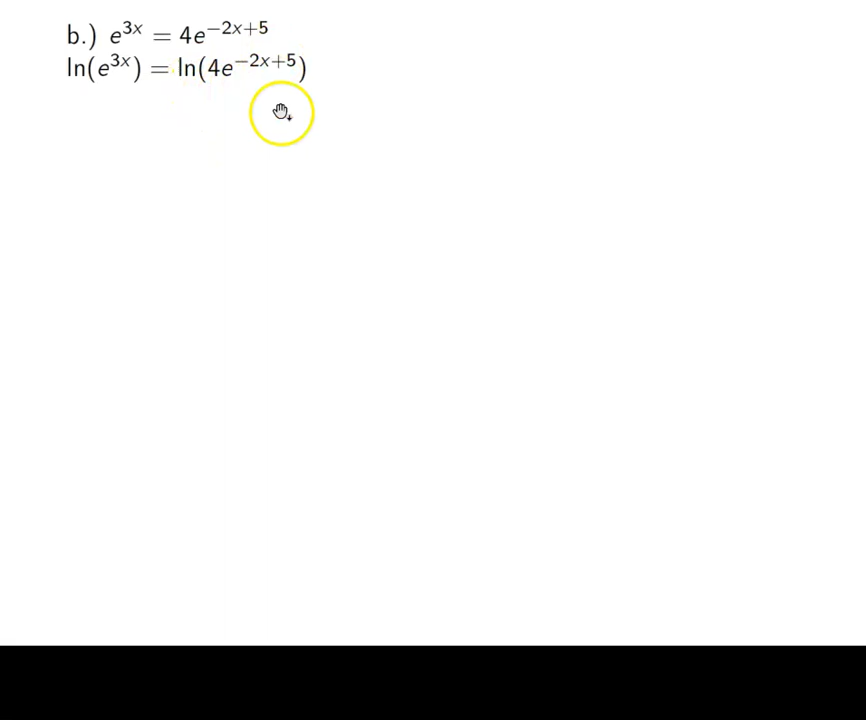 b.) e^{3x} = 4e^{−2x+5}
ln(e^{3x}) = ln(4e^{−2x+5})